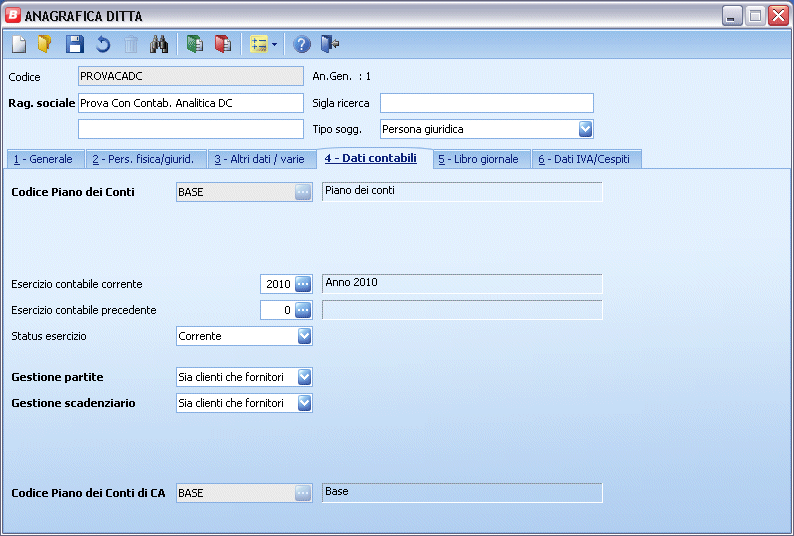 B ANAGRAFICA DITTA
Codice PROVACADC An.Gen. : 1
Rag. sociale Prova Con Contab. Analitica DC Sigla ricerca
Tipo sogg. Persona giuridica
1 - Generale 2 - Pers. fisica/giurid. 3 - Altri dati / varie 4 - Dati contabili 5 - Libro giornale 6 - Dati IVA/Cespiti
Codice Piano dei Conti BASE Piano dei conti
Esercizio contabile corrente 2010 Anno 2010
Esercizio contabile precedente 0
Status esercizio Corrente
Gestione partite Sia clienti che fornitori
Gestione scadenziario Sia clienti che fornitori
Codice Piano dei Conti di CA BASE Base